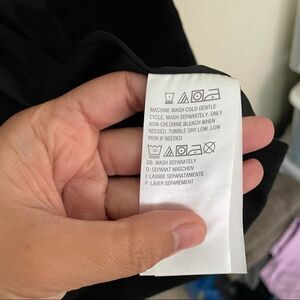 MACHINE WASH COLD GENTLE
CYCLE. WASH SEPARATELY. ONLY
NON-CHLORINE BLEACH WHEN
NEEDED. TUMBLE DRY LOW, LOW
IRON IF NEEDED
GB: WASH SEPARATELY
D: SEPARAT WASCHEN
I: LAVARE SEPARATAMENTE
F: LAVER SÉPARÉMENT